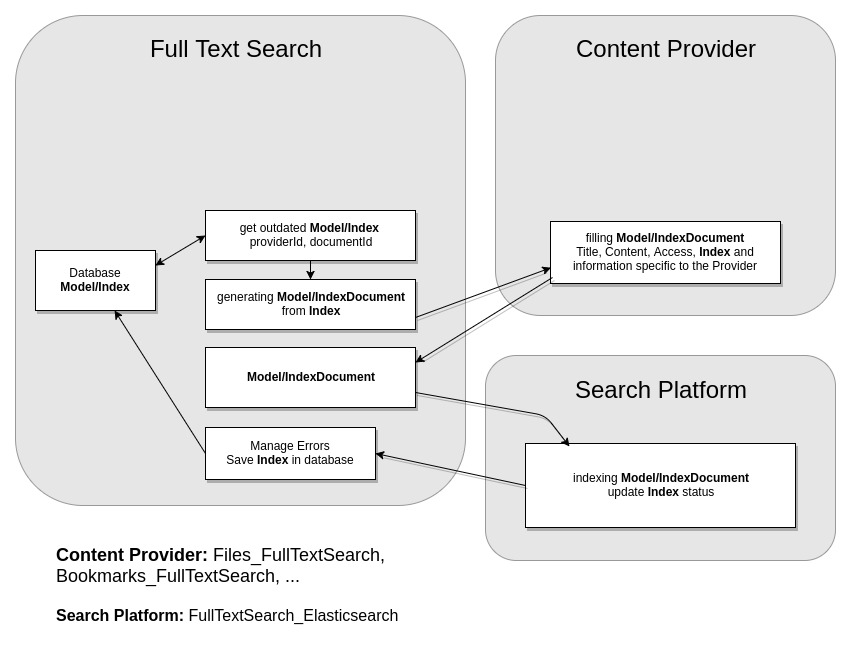 Full Text Search
Content Provider
get outdated Model/Index
providerId, documentId
filling Model/IndexDocument
Title, Content, Access, Index and
information specific to the Provider
Database
Model/Index
generating Model/IndexDocument
from Index
Model/IndexDocument
Search Platform
Manage Errors
Save Index in database
indexing Model/IndexDocument
update Index status
Content Provider: Files_FullTextSearch,
Bookmarks_FullTextSearch, ...
Search Platform: FullTextSearch_Elasticsearch